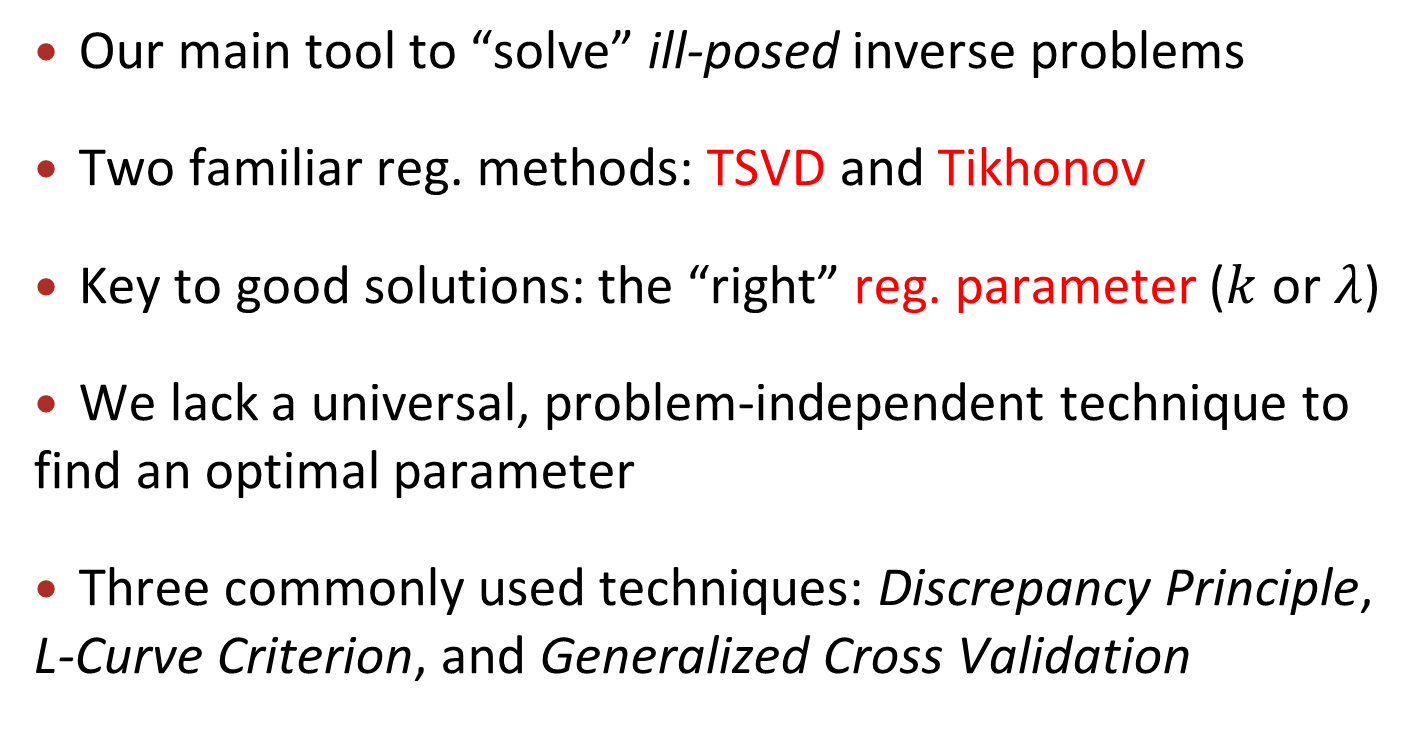 • Our main tool to “solve” ill-posed inverse problems
• Two familiar reg. methods: TSVD and Tikhonov
• Key to good solutions: the “right” reg. parameter (k or λ)
• We lack a universal, problem-independent technique to
find an optimal parameter
• Three commonly used techniques: Discrepancy Principle,
L-Curve Criterion, and Generalized Cross Validation